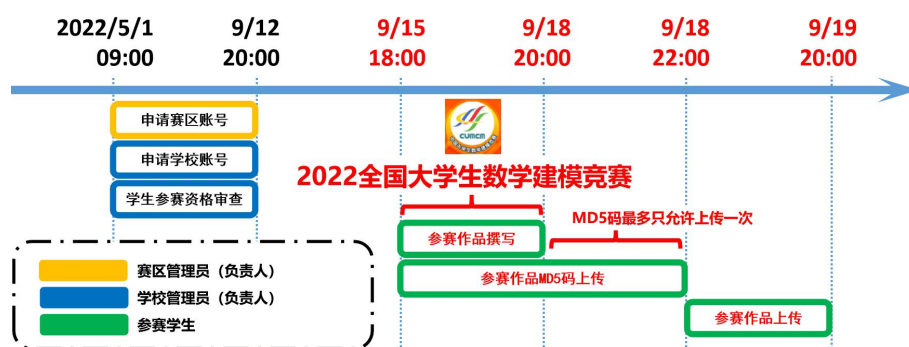 2022/5/1 9/12 9/15 9/18 9/18 9/19
09:00 20:00 18:00 20:00 22:00 20:00
申请赛区账号
CUMCM
申请学校账号
2022全国大学生数学建模竞赛
学生参赛资格审查
MD5码最多只允许上传一次
参赛作品撰写
赛区管理员（负责人）
参赛作品MD5码上传
学校管理员（负责人）
参赛学生
参赛作品上传